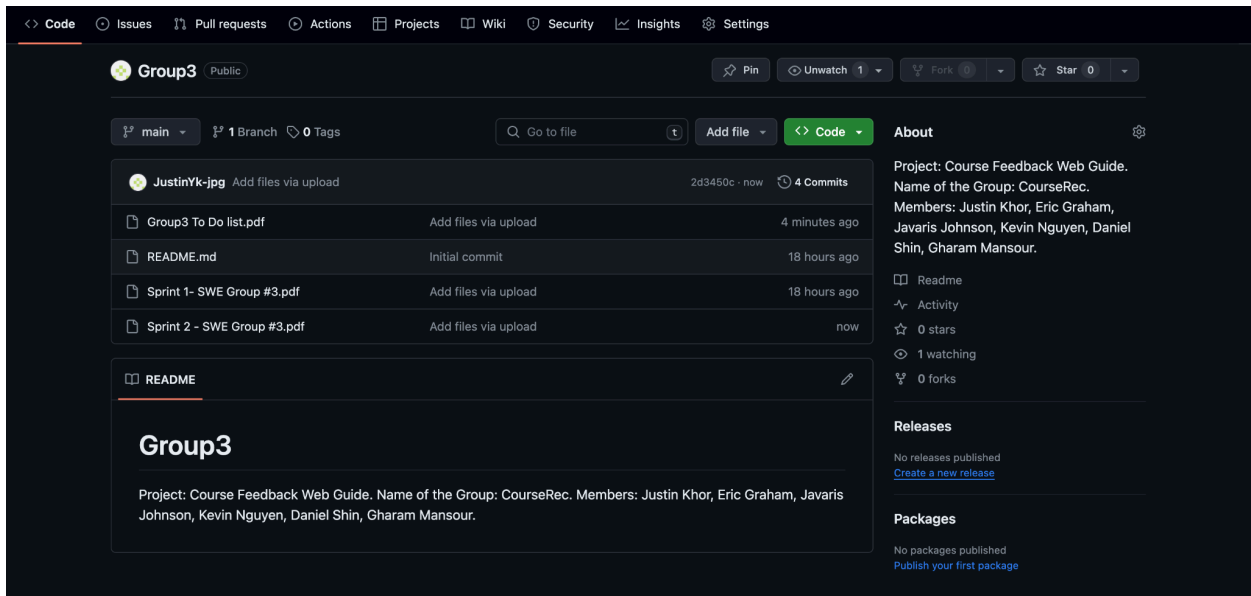 Code Issues Pull requests Actions Projects Wiki Security Insights Settings
Group3 Public
Pin Unwatch 1 Fork 0 Star 0
main 1 Branch 0 Tags
Go to file t Add file Code
JustinYk-jpg Add files via upload 2d3450c · now 4 Commits
Group3 To Do list.pdf Add files via upload 4 minutes ago
README.md Initial commit 18 hours ago
Sprint 1- SWE Group #3.pdf Add files via upload 18 hours ago
Sprint 2 - SWE Group #3.pdf Add files via upload now
README
Group3
Project: Course Feedback Web Guide. Name of the Group: CourseRec. Members: Justin Khor, Eric Graham, Javaris
Johnson, Kevin Nguyen, Daniel Shin, Gharam Mansour.
About
Project: Course Feedback Web Guide.
Name of the Group: CourseRec.
Members: Justin Khor, Eric Graham,
Javaris Johnson, Kevin Nguyen, Daniel
Shin, Gharam Mansour.
Readme
Activity
0 stars
1 watching
0 forks
Releases
No releases published
Create a new release
Packages
No packages published
Publish your first package